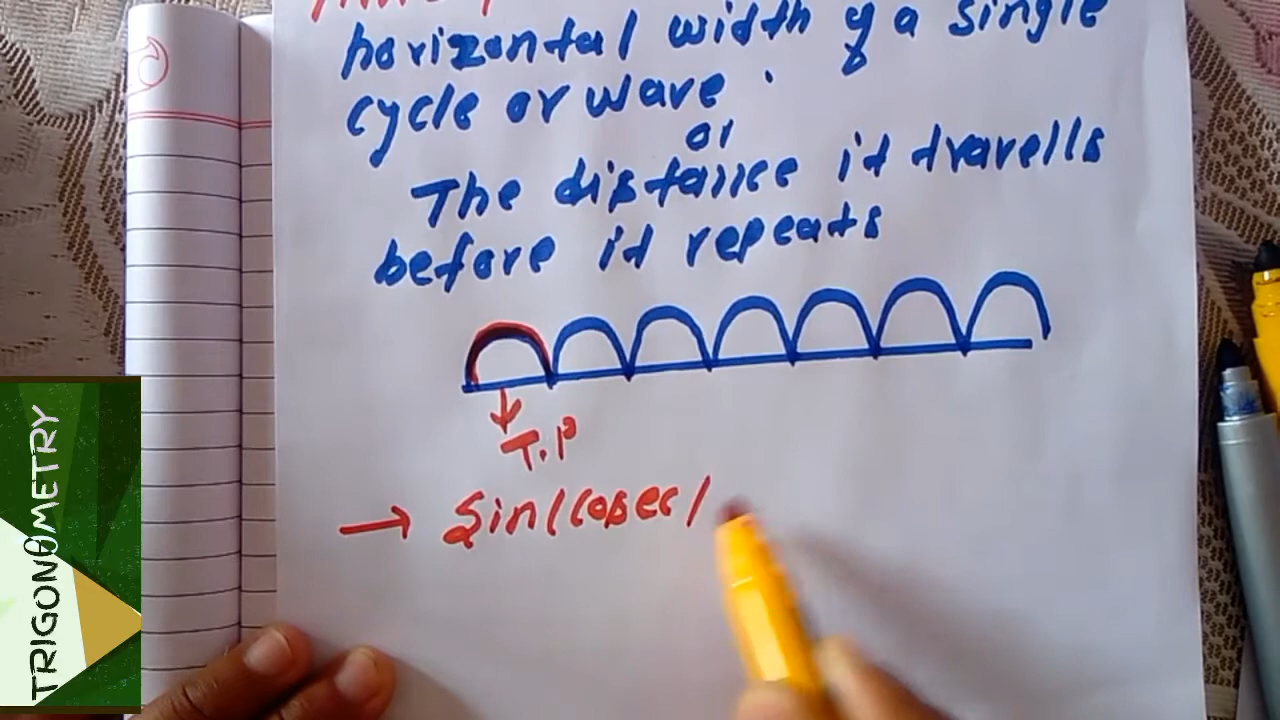 horizontal width of a single
cycle or wave.
or
The distance it travells
before it repeats
T.P
→ Sin/cosec/
TRIGONOMETRY